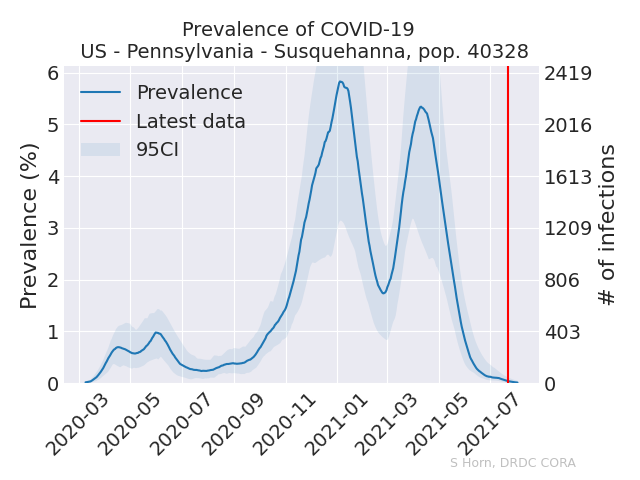 Prevalence of COVID-19
US - Pennsylvania - Susquehanna, pop. 40328
Prevalence
Latest data
95CI
Prevalence (%)
6
5
4
3
2
1
0
2419
2016
1613
1209
806
403
0
# of infections
2020-03
2020-05
2020-07
2020-09
2020-11
2021-01
2021-03
2021-05
2021-07
S Horn, DRDC CORA